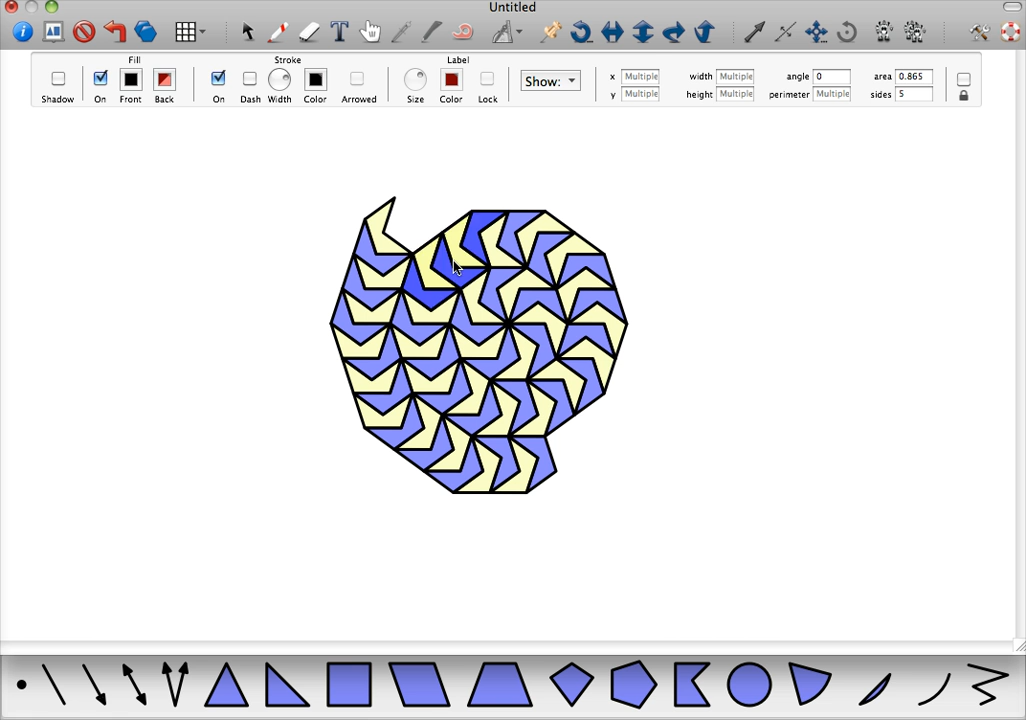 Untitled
T
Fill Stroke Label
Shadow On Front Back On Dash Width Color Arrowed Size Color Lock
Show:
x Multiple width Multiple angle 0 area 0.865
y Multiple height Multiple perimeter Multiple sides 5